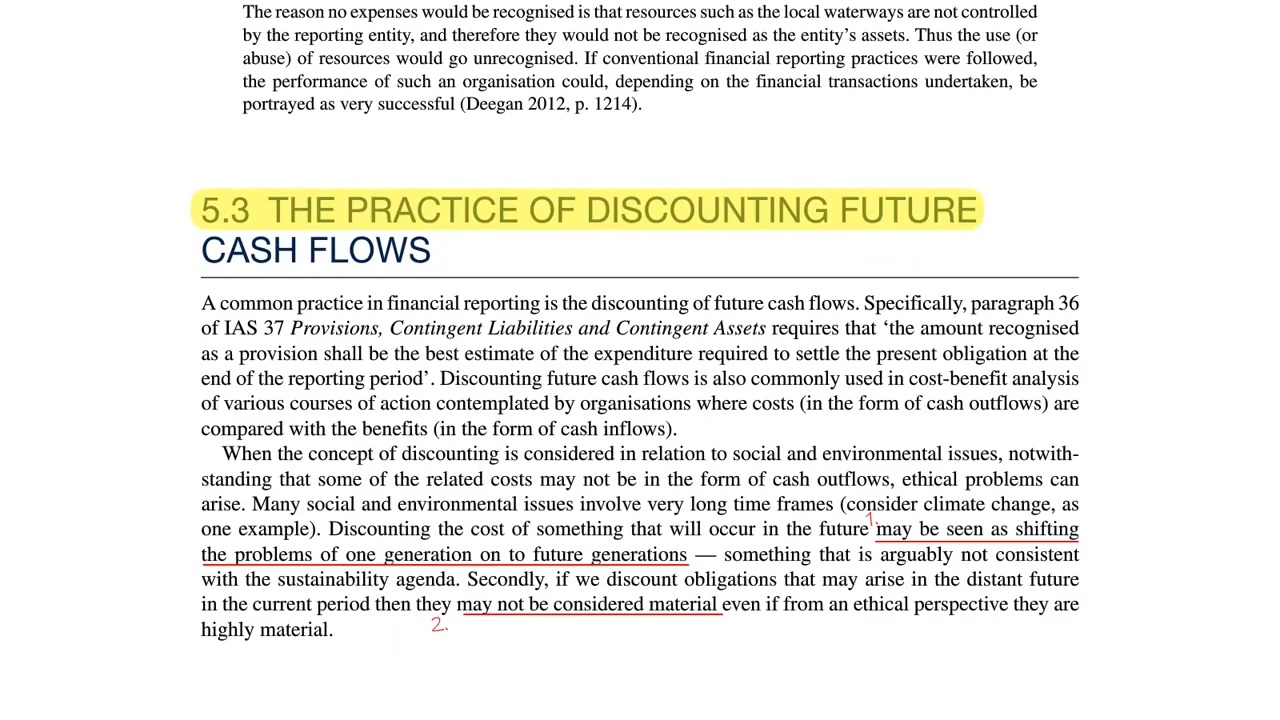 The reason no expenses would be recognised is that resources such as the local waterways are not controlled
by the reporting entity, and therefore they would not be recognised as the entity's assets. Thus the use (or
abuse) of resources would go unrecognised. If conventional financial reporting practices were followed,
the performance of such an organisation could, depending on the financial transactions undertaken, be
portrayed as very successful (Deegan 2012, p. 1214).
5.3 THE PRACTICE OF DISCOUNTING FUTURE
CASH FLOWS
A common practice in financial reporting is the discounting of future cash flows. Specifically, paragraph 36
of IAS 37 Provisions, Contingent Liabilities and Contingent Assets requires that ‘the amount recognised
as a provision shall be the best estimate of the expenditure required to settle the present obligation at the
end of the reporting period’. Discounting future cash flows is also commonly used in cost-benefit analysis
of various courses of action contemplated by organisations where costs (in the form of cash outflows) are
compared with the benefits (in the form of cash inflows).
When the concept of discounting is considered in relation to social and environmental issues, notwith-
standing that some of the related costs may not be in the form of cash outflows, ethical problems can
arise. Many social and environmental issues involve very long time frames (consider climate change, as
one example). Discounting the cost of something that will occur in the future 1. may be seen as shifting
the problems of one generation on to future generations — something that is arguably not consistent
with the sustainability agenda. Secondly, if we discount obligations that may arise in the distant future
in the current period then they may not be considered material even if from an ethical perspective they are
highly material.
2.